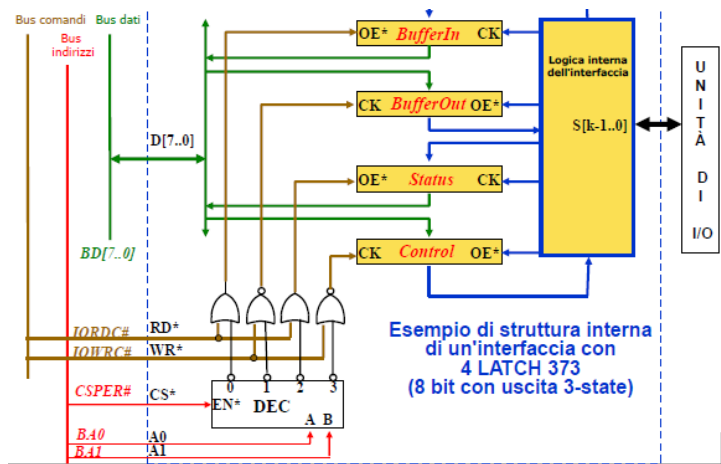 Bus comandi
Bus dati
Bus
indirizzi
OE* BufferIn CK
Logica interna
dell'interfaccia
CK BufferOut OE*
S[k-1..0]
D[7..0]
OE* Status CK
BD[7..0]
CK Control OE*
UNITÀ
DI
I/O
IORDC# RD*
IOWRC# WR*
Esempio di struttura interna
di un'interfaccia con
4 LATCH 373
(8 bit con uscita 3-state)
0 1 2 3
CSPER# CS*
EN* DEC
A B
BA0 A0
BA1 A1